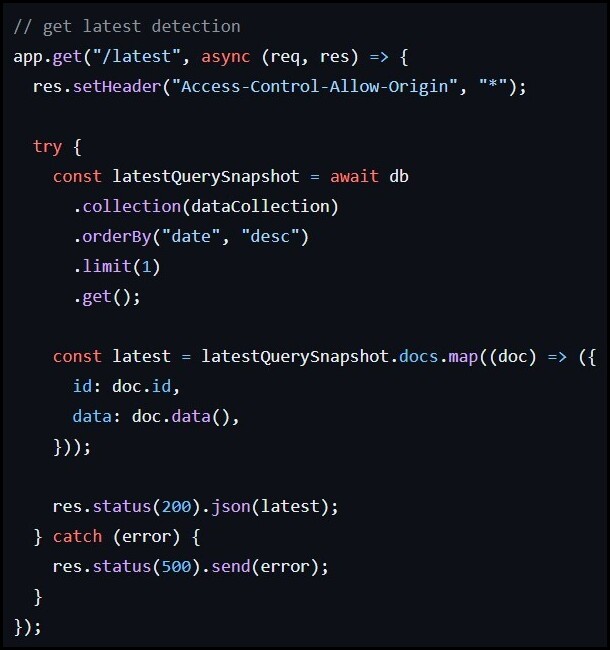 // get latest detection
app.get("/latest", async (req, res) => {
  res.setHeader("Access-Control-Allow-Origin", "*");

  try {
    const latestQuerySnapshot = await db
      .collection(dataCollection)
      .orderBy("date", "desc")
      .limit(1)
      .get();

    const latest = latestQuerySnapshot.docs.map((doc) => ({
      id: doc.id,
      data: doc.data(),
    }));

    res.status(200).json(latest);
  } catch (error) {
    res.status(500).send(error);
  }
});